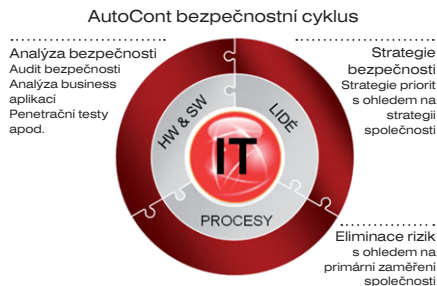 AutoCont bezpečnostní cyklus
Analýza bezpečnosti
Audit bezpečnosti
Analýza business
aplikací
Penetrační testy
apod.
Strategie
bezpečnosti
Strategie priorit
s ohledem na
strategii
společnosti
HW & SW
LIDÉ
IT
PROCESY
Eliminace rizik
s ohledem na
primární zaměření
společnosti